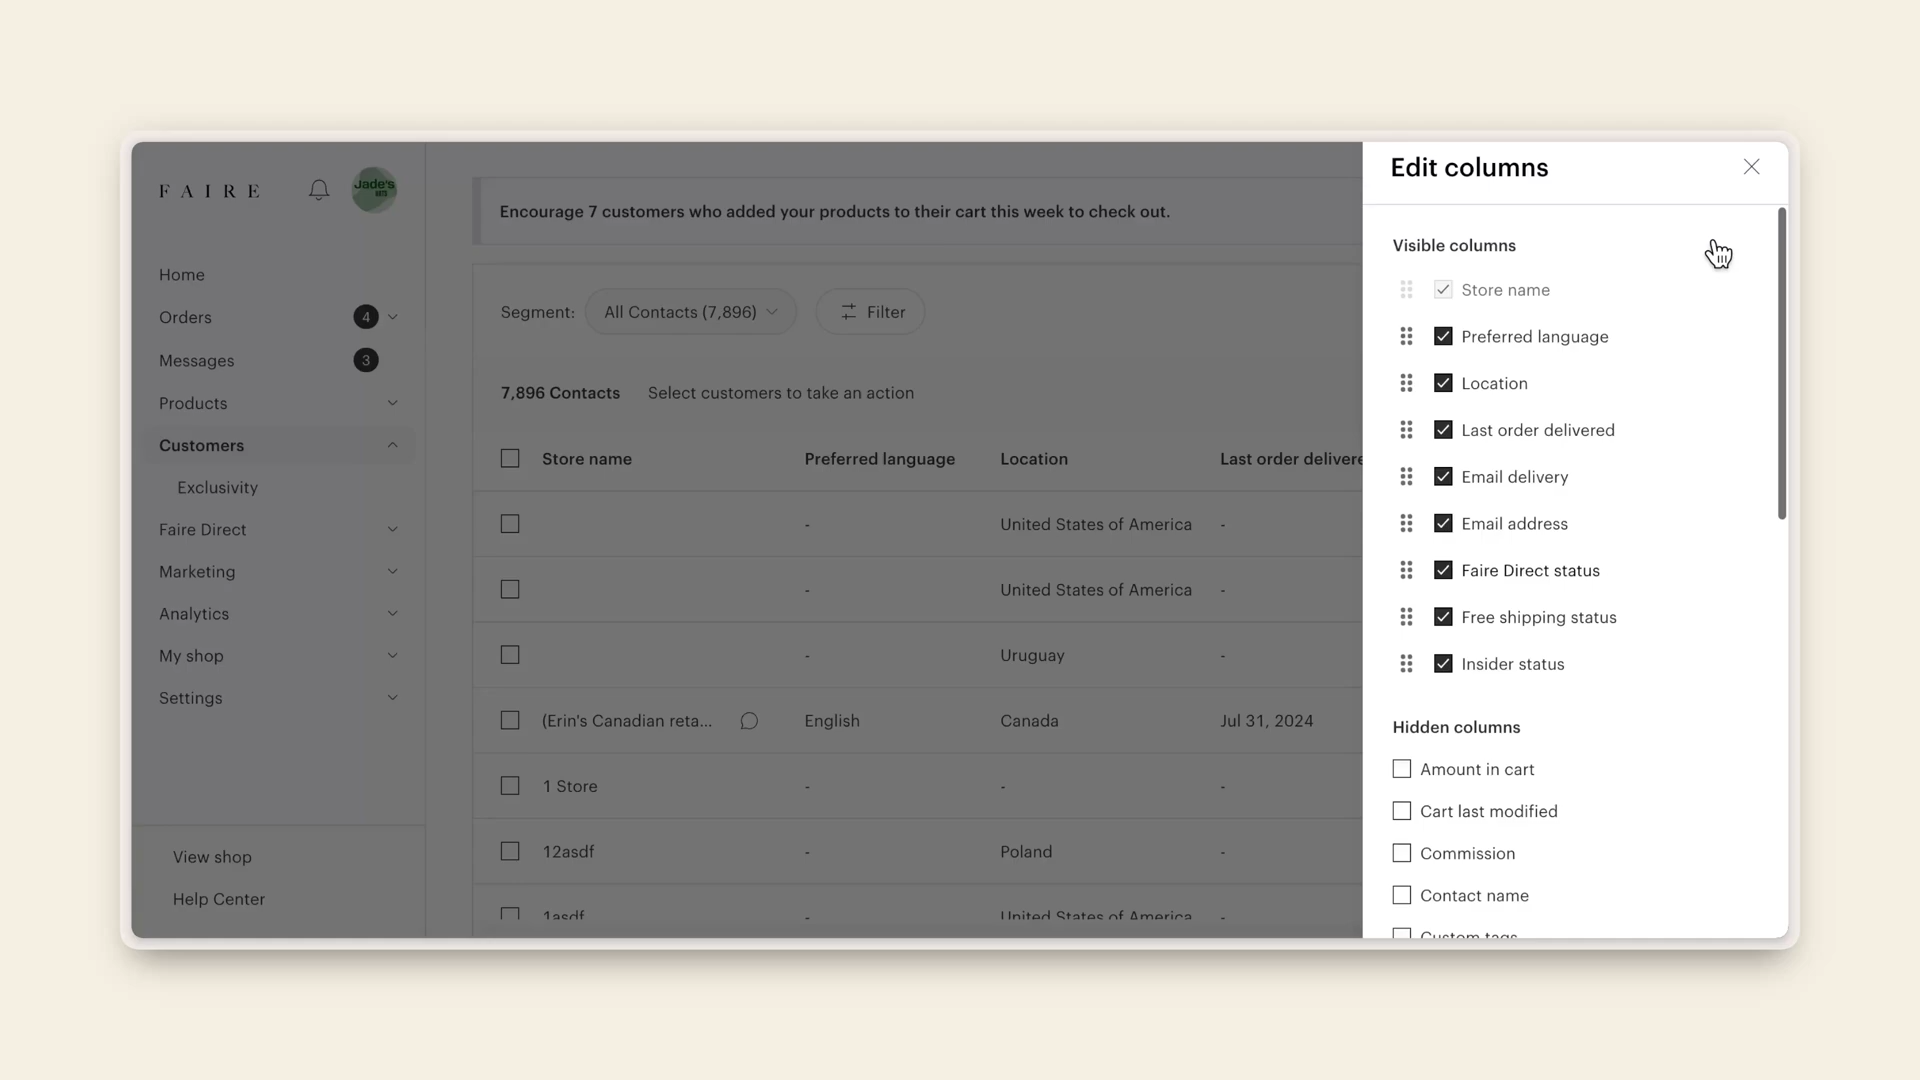 FAIRE
Jade's
Home
Orders 4
Messages 3
Products
Customers
Exclusivity
Faire Direct
Marketing
Analytics
My shop
Settings
View shop
Help Center
Encourage 7 customers who added your products to their cart this week to check out.
Segment: All Contacts (7,896) Filter
7,896 Contacts Select customers to take an action
Store name Preferred language Location Last order delivere
- United States of America -
- United States of America -
- Uruguay -
(Erin's Canadian reta... English Canada Jul 31, 2024
1 Store - - -
12asdf - Poland -
1asdf - United States of America -
Edit columns
Visible columns
Store name
Preferred language
Location
Last order delivered
Email delivery
Email address
Faire Direct status
Free shipping status
Insider status
Hidden columns
Amount in cart
Cart last modified
Commission
Contact name
Custom tags